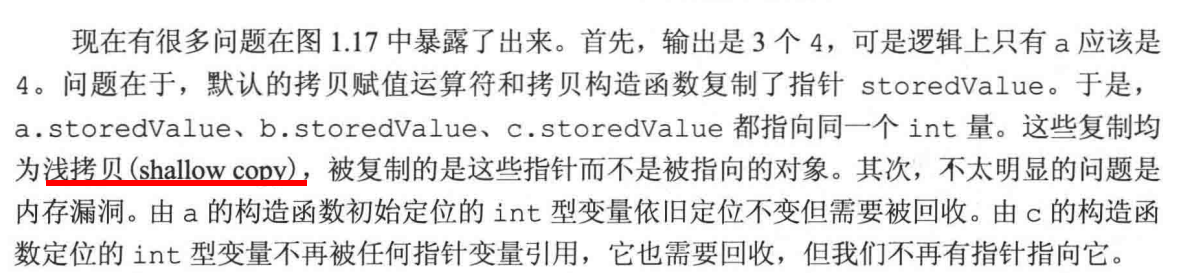 现在有很多问题在图 1.17 中暴露了出来。首先，输出是 3 个 4，可是逻辑上只有 a 应该是
4。问题在于，默认的拷贝赋值运算符和拷贝构造函数复制了指针 storedValue。于是，
a.storedValue、b.storedValue、c.storedValue 都指向同一个 int 量。这些复制均
为浅拷贝(shallow copy)，被复制的是这些指针而不是被指向的对象。其次，不太明显的问题是
内存漏洞。由 a 的构造函数初始定位的 int 型变量依旧定位不变但需要被回收。由 c 的构造函
数定位的 int 型变量不再被任何指针变量引用，它也需要回收，但我们不再有指针指向它。